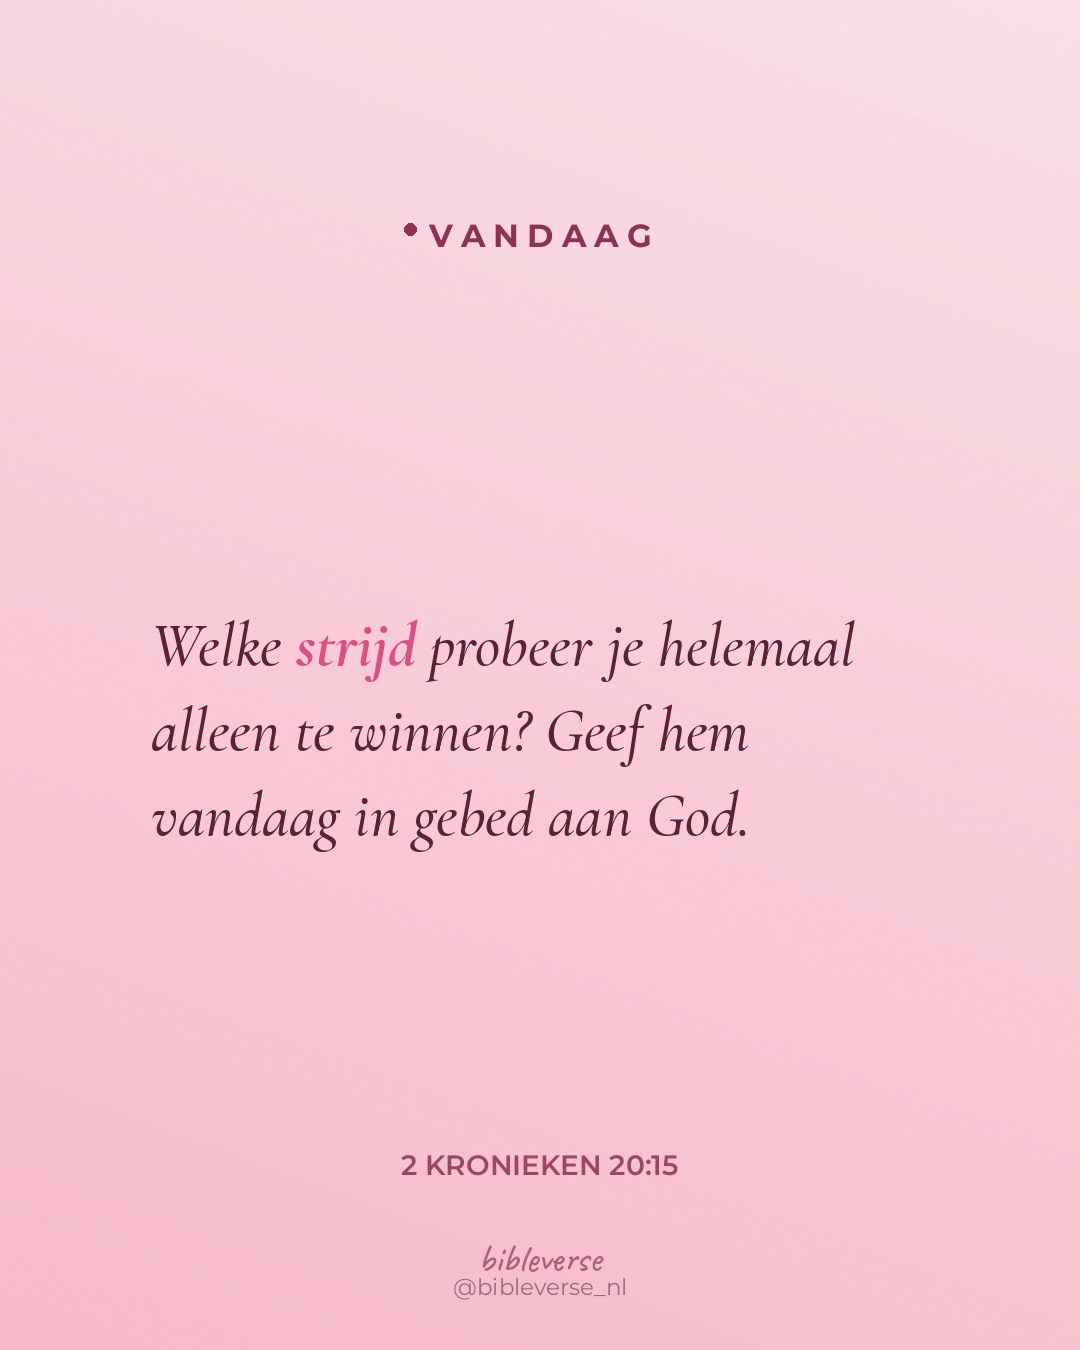 VANDAAG
Welke strijd probeer je helemaal
alleen te winnen? Geef hem
vandaag in gebed aan God.
2 KRONIEKEN 20:15
bibleverse
@bibleverse_nl